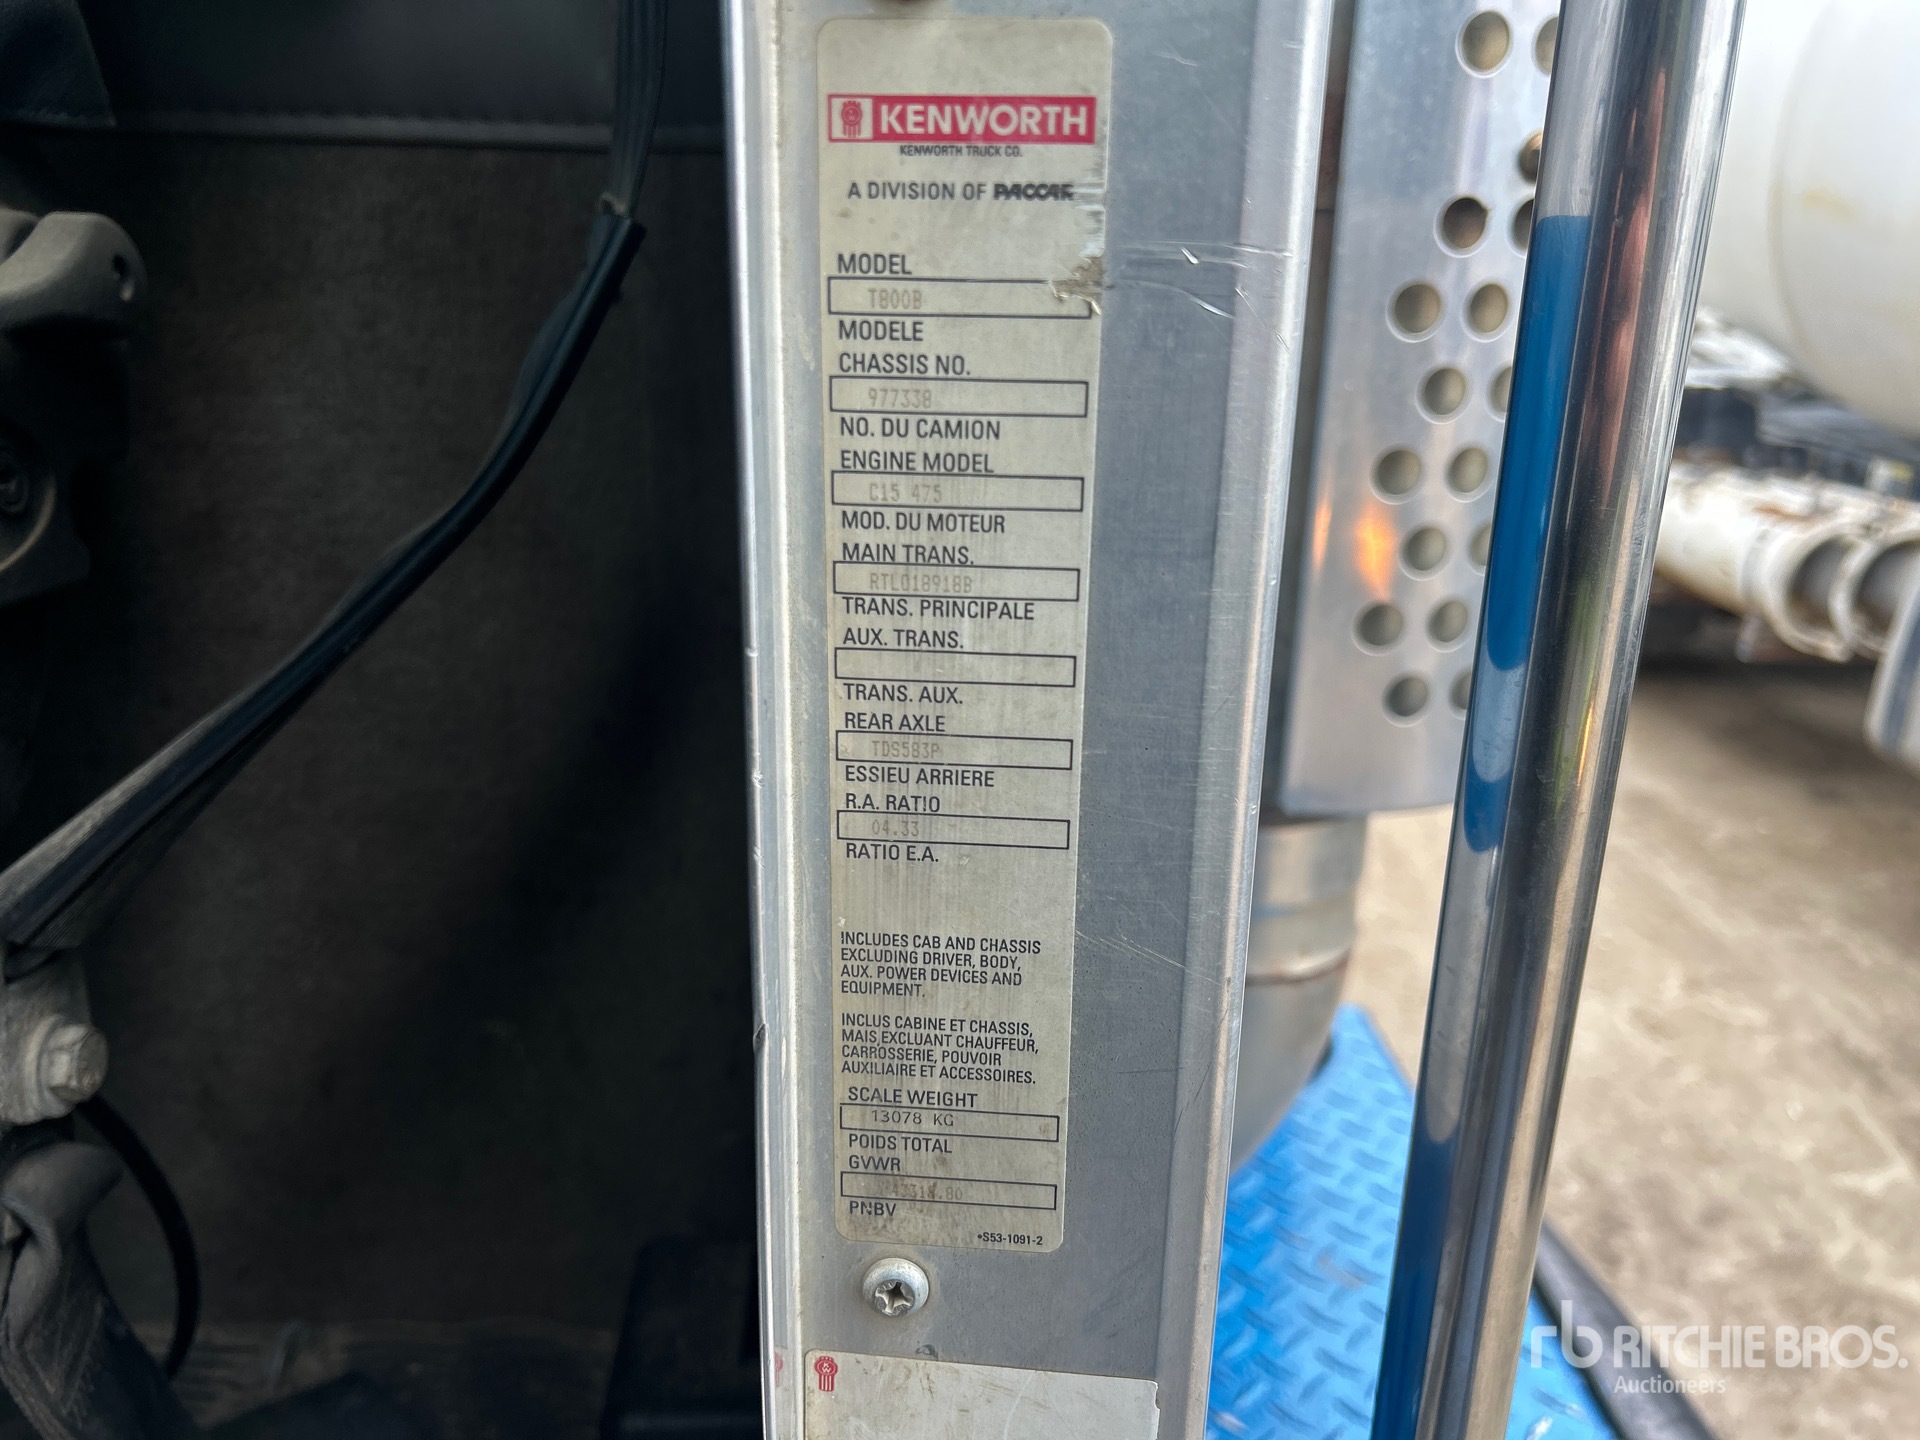 KENWORTH
KENWORTH TRUCK CO.
A DIVISION OF PACCAR
MODEL
T800B
MODELE
CHASSIS NO.
977338
NO. DU CAMION
ENGINE MODEL
C15 475
MOD. DU MOTEUR
MAIN TRANS.
RTLO18918B
TRANS. PRINCIPALE
AUX. TRANS.
TRANS. AUX.
REAR AXLE
TDS583P
ESSIEU ARRIERE
R.A. RATIO
04.33
RATIO E.A.
INCLUDES CAB AND CHASSIS
EXCLUDING DRIVER, BODY,
AUX. POWER DEVICES AND
EQUIPMENT.
INCLUS CABINE ET CHASSIS,
MAIS EXCLUANT CHAUFFEUR,
CARROSSERIE, POUVOIR
AUXILIAIRE ET ACCESSOIRES.
SCALE WEIGHT
13078 KG
POIDS TOTAL
GVWR
PNBV
•S53-1091-2
rb RITCHIE BROS.
Auctioneers